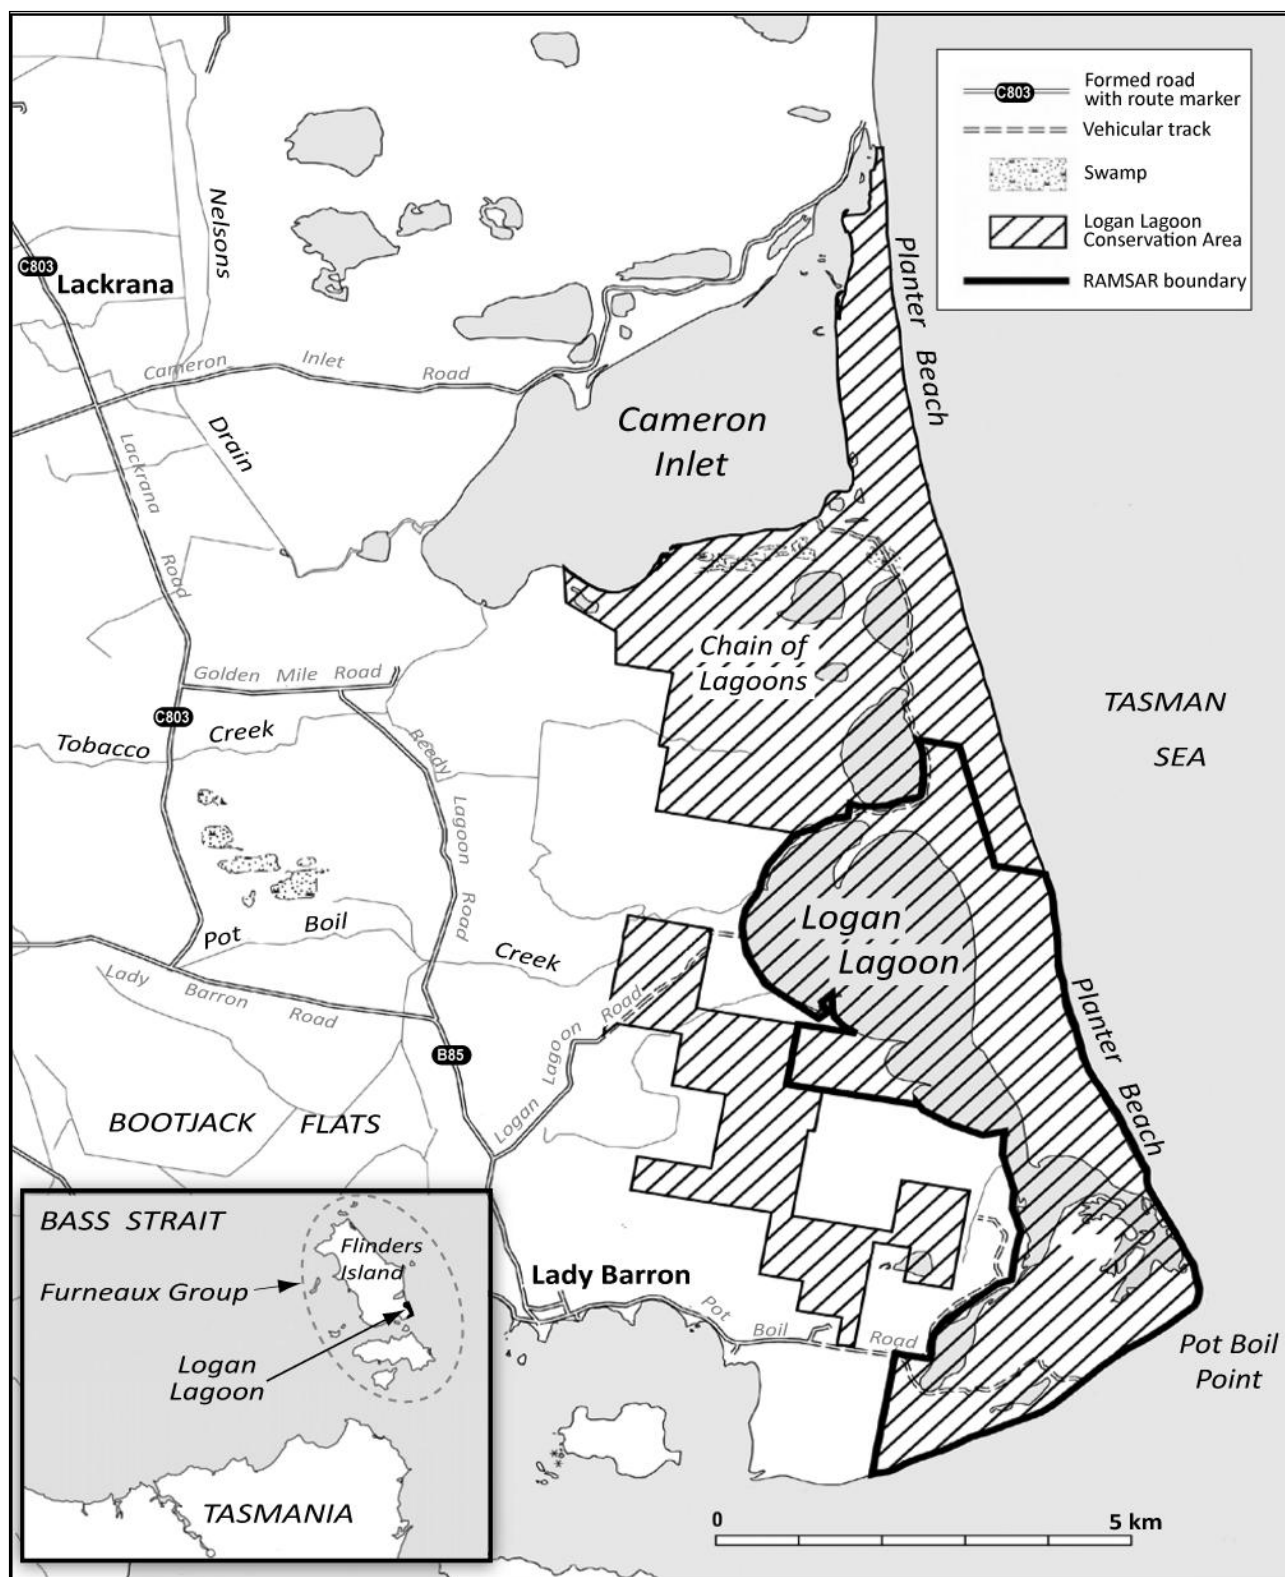 C803
Formed road
with route marker
Vehicular track
Swamp
Logan Lagoon
Conservation Area
RAMSAR boundary
Nelsons
Drain
C803
Lackrana
Planter
Beach
Cameron Inlet Road
Cameron
Inlet
Lackrana
Road
Chain of
Lagoons
Golden Mile Road
C803
Tobacco Creek
Reedy
Lagoon
Road
TASMAN
SEA
Logan
Lagoon
Pot Boil Creek
Lady Barron Road
Logan Lagoon Road
B85
Planter
Beach
BOOTJACK FLATS
BASS STRAIT
Flinders
Island
Furneaux Group
Logan
Lagoon
TASMANIA
Lady Barron
Pot Boil Road
Pot Boil
Point
0
5 km